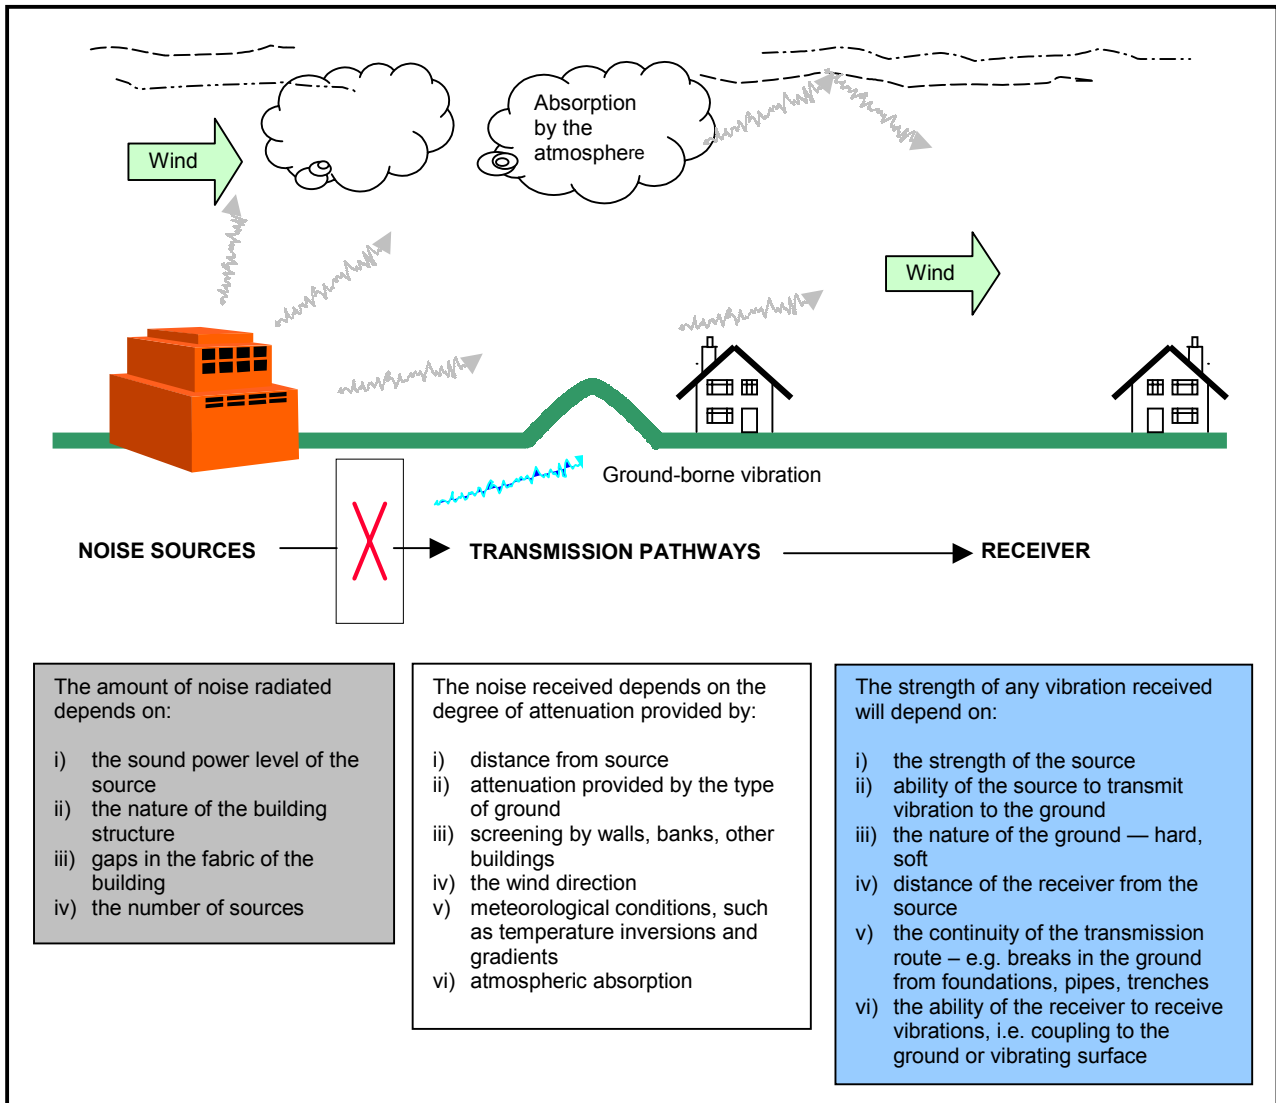 Absorption
by the
atmosphere
Wind
Wind
Ground-borne vibration
NOISE SOURCES
TRANSMISSION PATHWAYS
RECEIVER
The amount of noise radiated
depends on:
i) the sound power level of the
source
ii) the nature of the building
structure
iii) gaps in the fabric of the
building
iv) the number of sources
The noise received depends on the
degree of attenuation provided by:
i) distance from source
ii) attenuation provided by the type
of ground
iii) screening by walls, banks, other
buildings
iv) the wind direction
v) meteorological conditions, such
as temperature inversions and
gradients
vi) atmospheric absorption
The strength of any vibration received
will depend on:
i) the strength of the source
ii) ability of the source to transmit
vibration to the ground
iii) the nature of the ground — hard,
soft
iv) distance of the receiver from the
source
v) the continuity of the transmission
route – e.g. breaks in the ground
from foundations, pipes, trenches
vi) the ability of the receiver to receive
vibrations, i.e. coupling to the
ground or vibrating surface